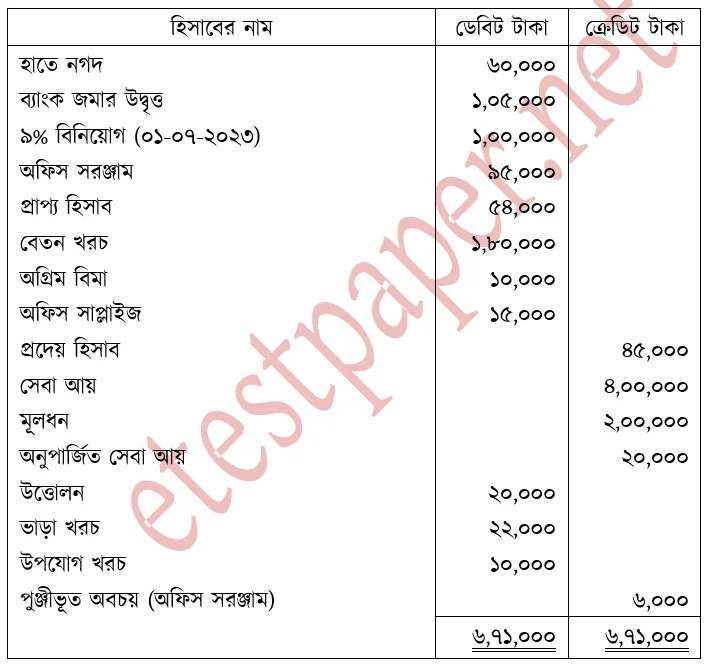 হিসাবের নাম ডেবিট টাকা ক্রেডিট টাকা
হাতে নগদ ৬০,০০০
ব্যাংক জমার উদ্বৃত্ত ১,০৫,০০০
৯% বিনিয়োগ (০১-০৭-২০২৩) ১,০০,০০০
অফিস সরঞ্জাম ৯৫,০০০
প্রাপ্য হিসাব ৫৪,০০০
বেতন খরচ ১,৮০,০০০
অগ্রিম বিমা ১০,০০০
অফিস সাপ্লাইজ ১৫,০০০
প্রদেয় হিসাব ৪৫,০০০
সেবা আয় ৪,০০,০০০
মূলধন ২,০০,০০০
অনুপার্জিত সেবা আয় ২০,০০০
উত্তোলন ২০,০০০
ভাড়া খরচ ২২,০০০
উপযোগ খরচ ১০,০০০
পুঞ্জীভূত অবচয় (অফিস সরঞ্জাম) ৬,০০০
৬,৭১,০০০ ৬,৭১,০০০
etestpaper.net